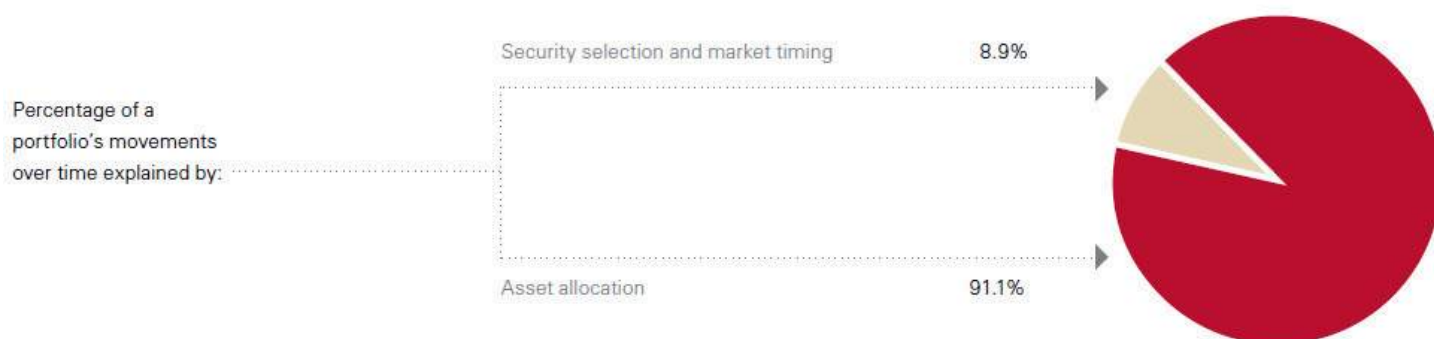 Security selection and market timing 8.9%
Percentage of a
portfolio’s movements
over time explained by:
Asset allocation 91.1%